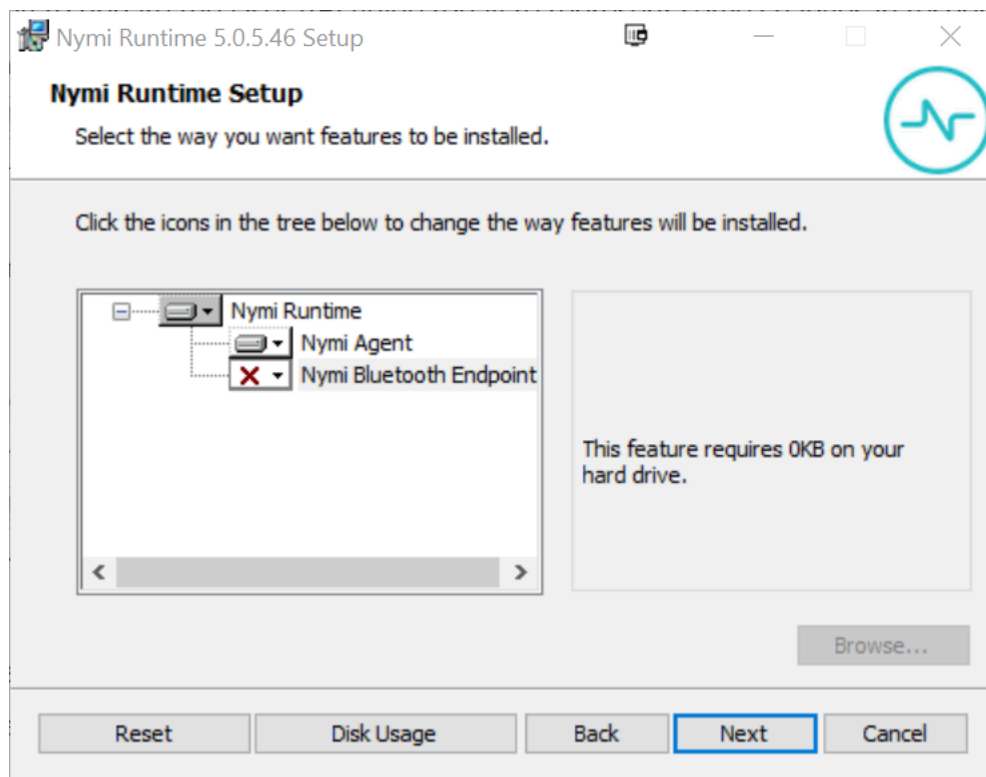 Nymi Runtime 5.0.5.46 Setup
Nymi Runtime Setup
Select the way you want features to be installed.
Click the icons in the tree below to change the way features will be installed.
Nymi Runtime
Nymi Agent
Nymi Bluetooth Endpoint
This feature requires 0KB on your
hard drive.
Browse...
Reset
Disk Usage
Back
Next
Cancel